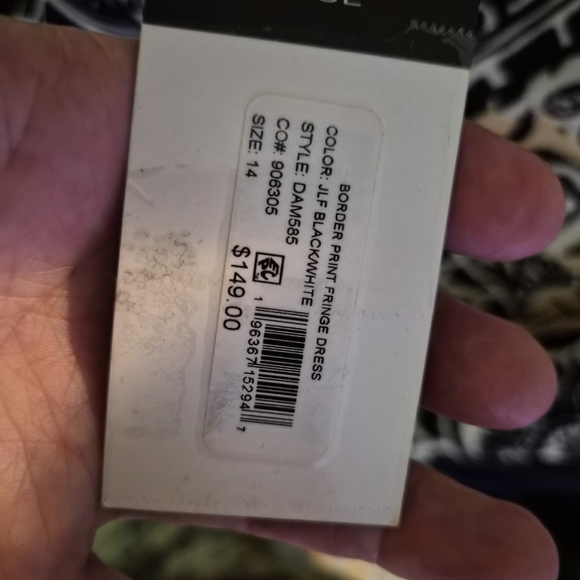 BORDER PRINT FRINGE DRESS
COLOR: JLF BLACK/WHITE
STYLE: DAM585
CO#: 906305
SIZE: 14
EPC
1 96367 15294 7
$149.00